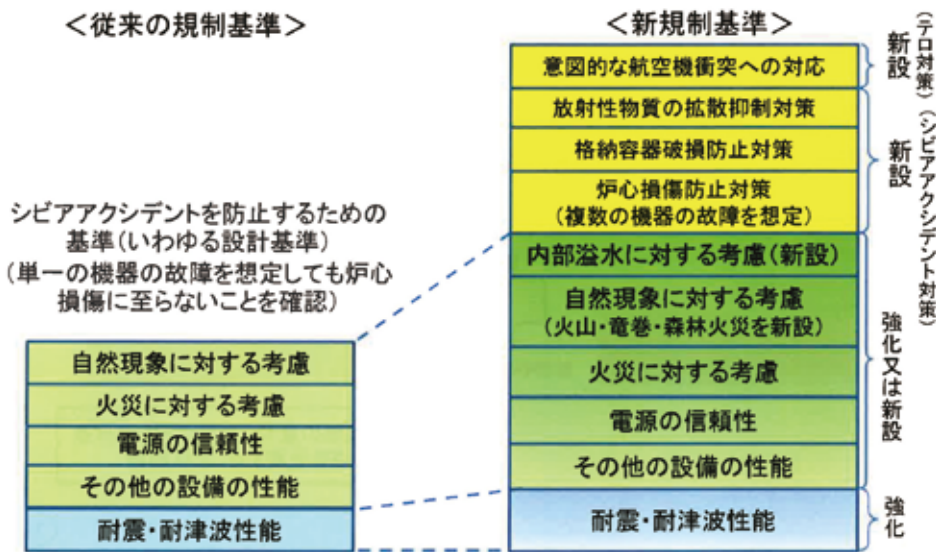 <従来の規制基準>
シビアアクシデントを防止するための
基準(いわゆる設計基準)
(単一の機器の故障を想定しても炉心
損傷に至らないことを確認)
自然現象に対する考慮
火災に対する考慮
電源の信頼性
その他の設備の性能
耐震・耐津波性能
<新規制基準>
意図的な航空機衝突への対応
放射性物質の拡散抑制対策
格納容器破損防止対策
炉心損傷防止対策
(複数の機器の故障を想定)
内部溢水に対する考慮(新設)
自然現象に対する考慮
(火山・竜巻・森林火災を新設)
火災に対する考慮
電源の信頼性
その他の設備の性能
耐震・耐津波性能
新設
(テロ対策)
新設
(シビアアクシデント対策)
強化又は新設
強化